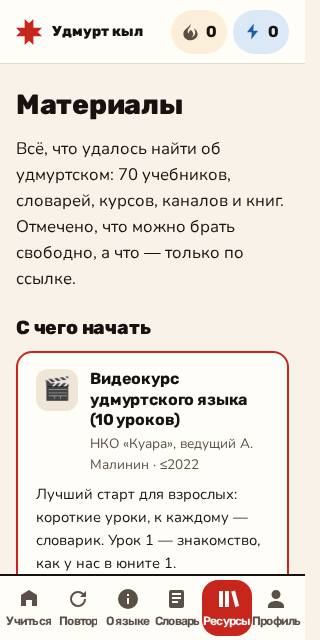 Удмурт кыл
0
0
Материалы
Всё, что удалось найти об
удмуртском: 70 учебников,
словарей, курсов, каналов и книг.
Отмечено, что можно брать
свободно, а что — только по
ссылке.
С чего начать
Видеокурс
удмуртского языка
(10 уроков)
НКО «Куара», ведущий А.
Малинин · ≤2022
Лучший старт для взрослых:
короткие уроки, к каждому —
словарик. Урок 1 — знакомство,
как у нас в юните 1.
Учиться Повтор О языке Словарь Ресурсы Профиль